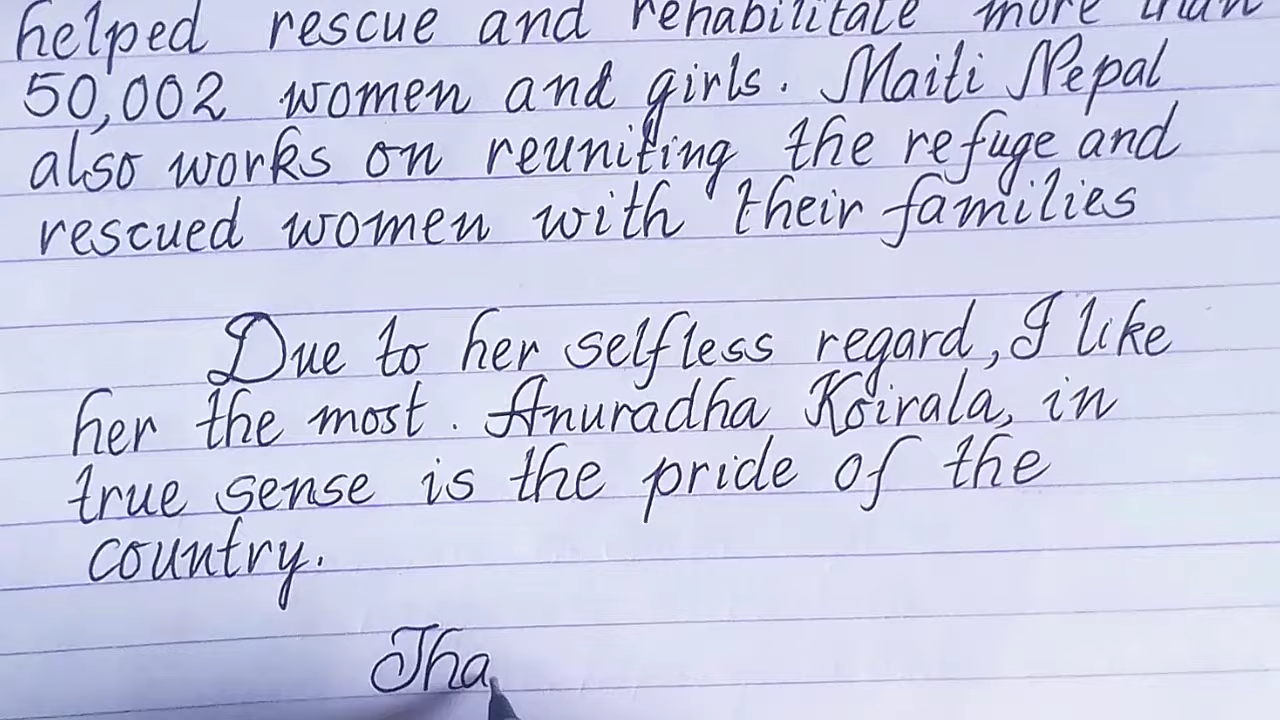 helped rescue and rehabilitate more than
50,002 women and girls. Maiti Nepal
also works on reuniting the refuge and
rescued women with their families
Due to her selfless regard, I like
her the most. Anuradha Koirala, in
true sense is the pride of the
country.
Tha